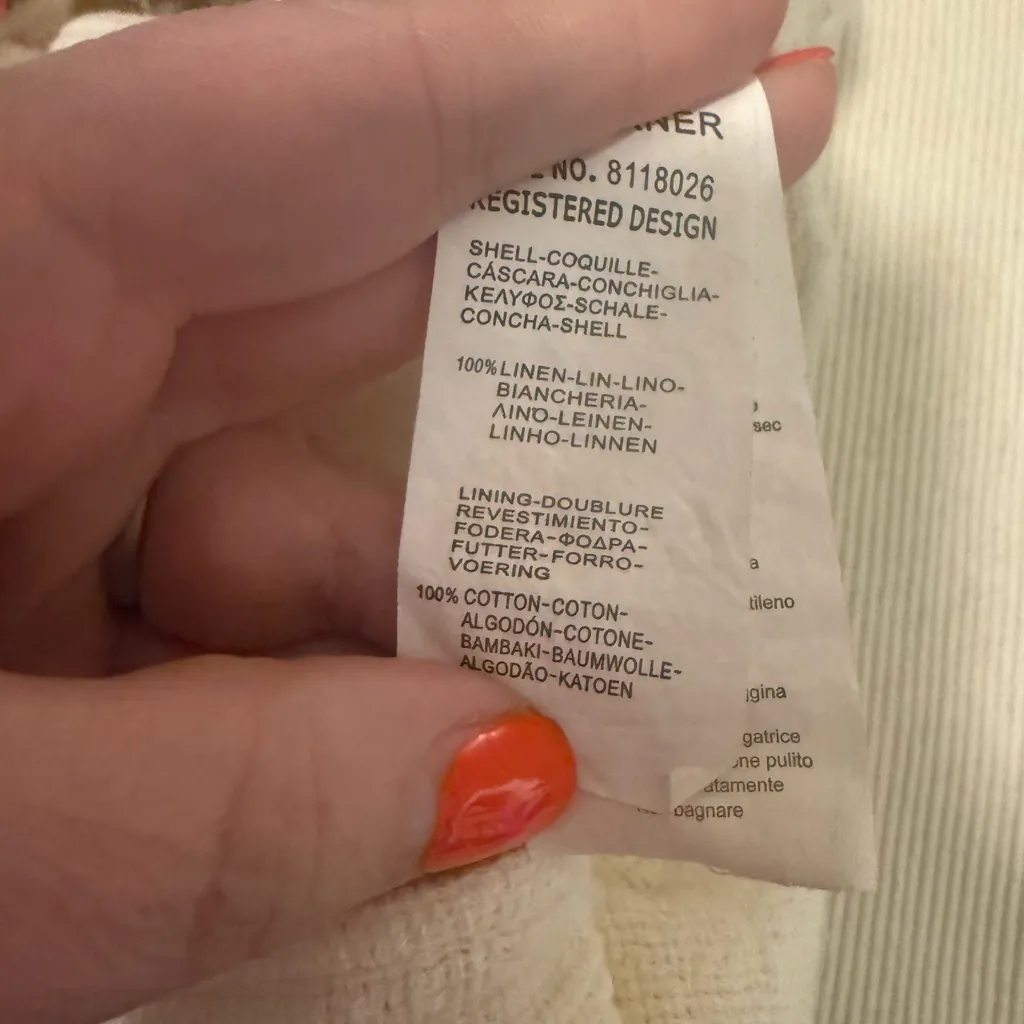 NO. 8118026
REGISTERED DESIGN
SHELL-COQUILLE-
CÁSCARA-CONCHIGLIA-
ΚΕΛΥΦΟΣ-SCHALE-
CONCHA-SHELL
100% LINEN-LIN-LINO-
BIANCHERIA-
ΛΙΝΌ-LEINEN-
LINHO-LINNEN
LINING-DOUBLURE
REVESTIMIENTO-
FODERA-ΦΟΔΡΑ-
FUTTER-FORRO-
VOERING
100% COTTON-COTON-
ALGODÓN-COTONE-
BAMBAKI-BAUMWOLLE-
ALGODÃO-KATOEN
sec
a
tileno
gina
gatrice
ne pulito
atamente
bagnare